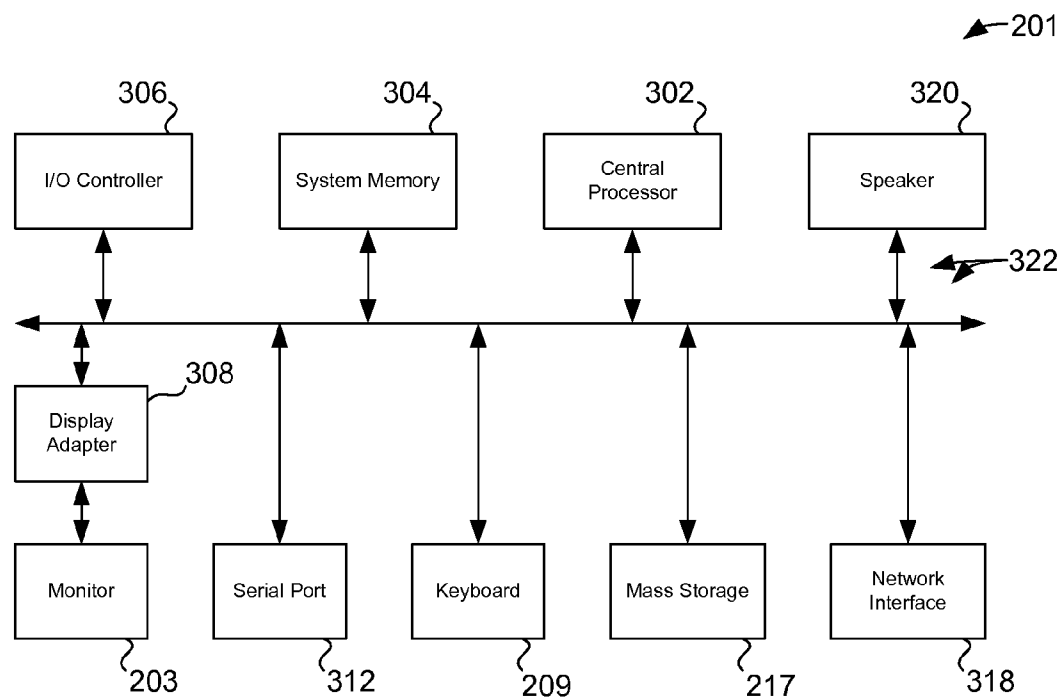 201
306
304
302
320
I/O Controller
System Memory
Central
Processor
Speaker
322
308
Display
Adapter
Monitor
Serial Port
Keyboard
Mass Storage
Network
Interface
203
312
209
217
318